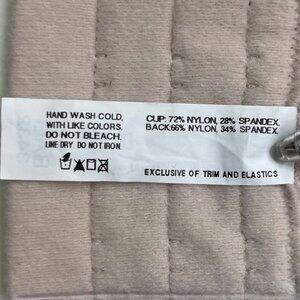 HAND WASH COLD,
WITH LIKE COLORS.
DO NOT BLEACH.
LINE DRY. DO NOT IRON.
CUP: 72% NYLON, 28% SPANDEX.
BACK:66% NYLON, 34% SPANDEX.
EXCLUSIVE OF TRIM AND ELASTICS